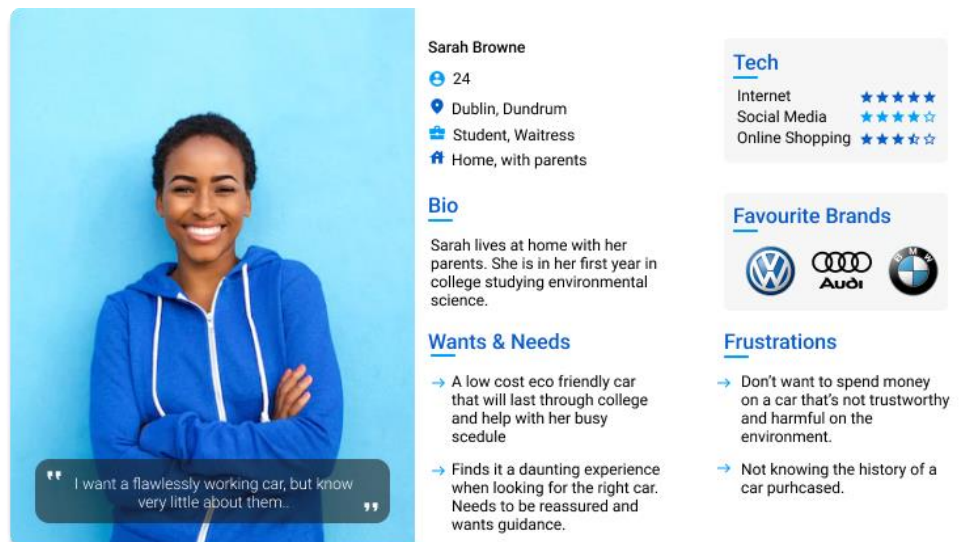 Sarah Browne
24
Dublin, Dundrum
Student, Waitress
Home, with parents
Bio
Sarah lives at home with her
parents. She is in her first year in
college studying environmental
science.
Wants & Needs
→ A low cost eco friendly car
that will last through college
and help with her busy
scedule
→ Finds it a daunting experience
when looking for the right car.
Needs to be reassured and
wants guidance.
Tech
Internet
Social Media
Online Shopping
Favourite Brands
Audi
BMW
Frustrations
→ Don't want to spend money
on a car that's not trustworthy
and harmful on the
environment.
→ Not knowing the history of a
car purhcased.
" I want a flawlessly working car, but know
very little about them.. "